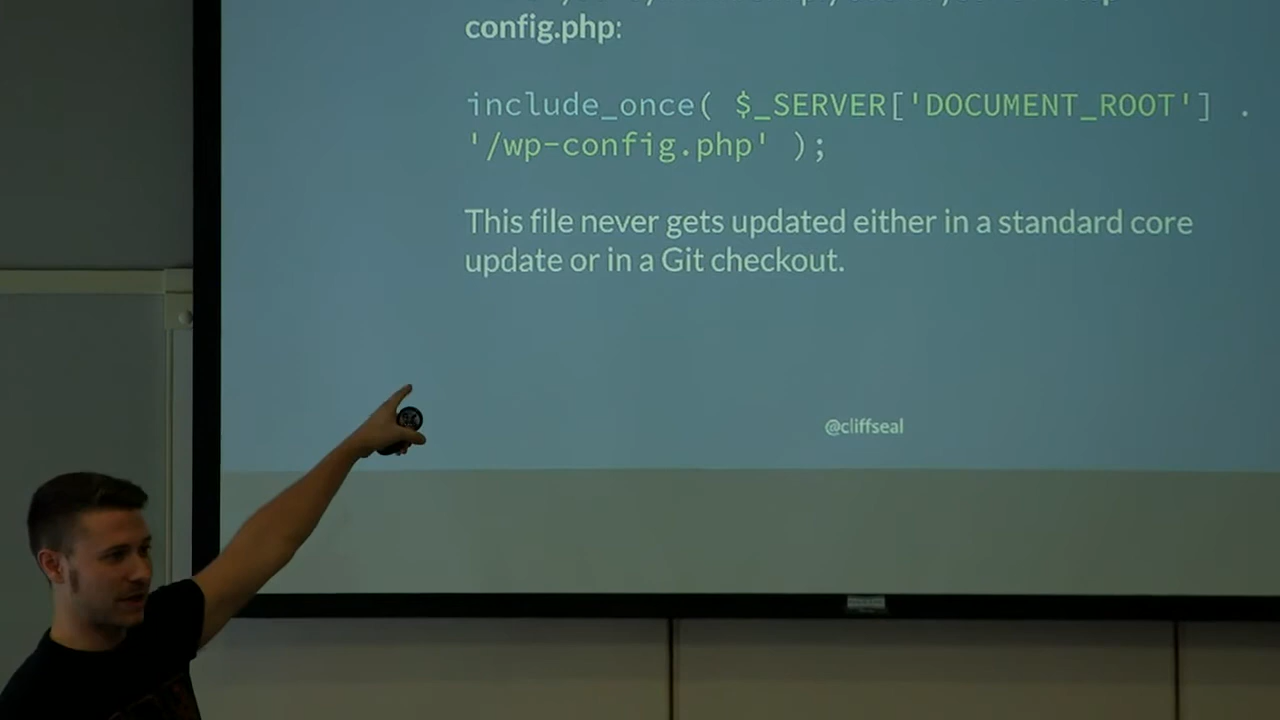 config.php:
include_once( $_SERVER['DOCUMENT_ROOT'] .
'/wp-config.php' );
This file never gets updated either in a standard core
update or in a Git checkout.
@cliffseal